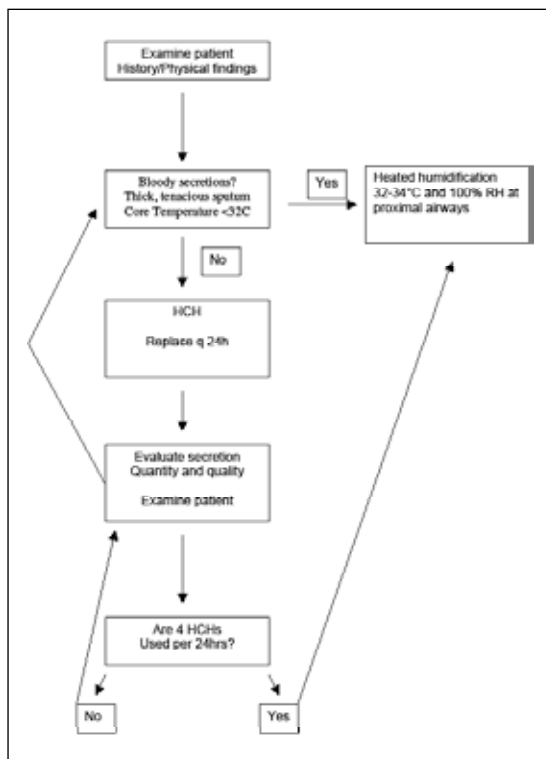 Examine patient
History/Physical findings
Bloody secretions?
Thick, tenacious sputum
Core Temperature <32C
Yes
Heated humidification
32-34°C and 100% RH at
proximal airways
No
HCH
Replace q 24h
Evaluate secretion
Quantity and quality
Examine patient
Are 4 HCHs
Used per 24hrs?
No
Yes